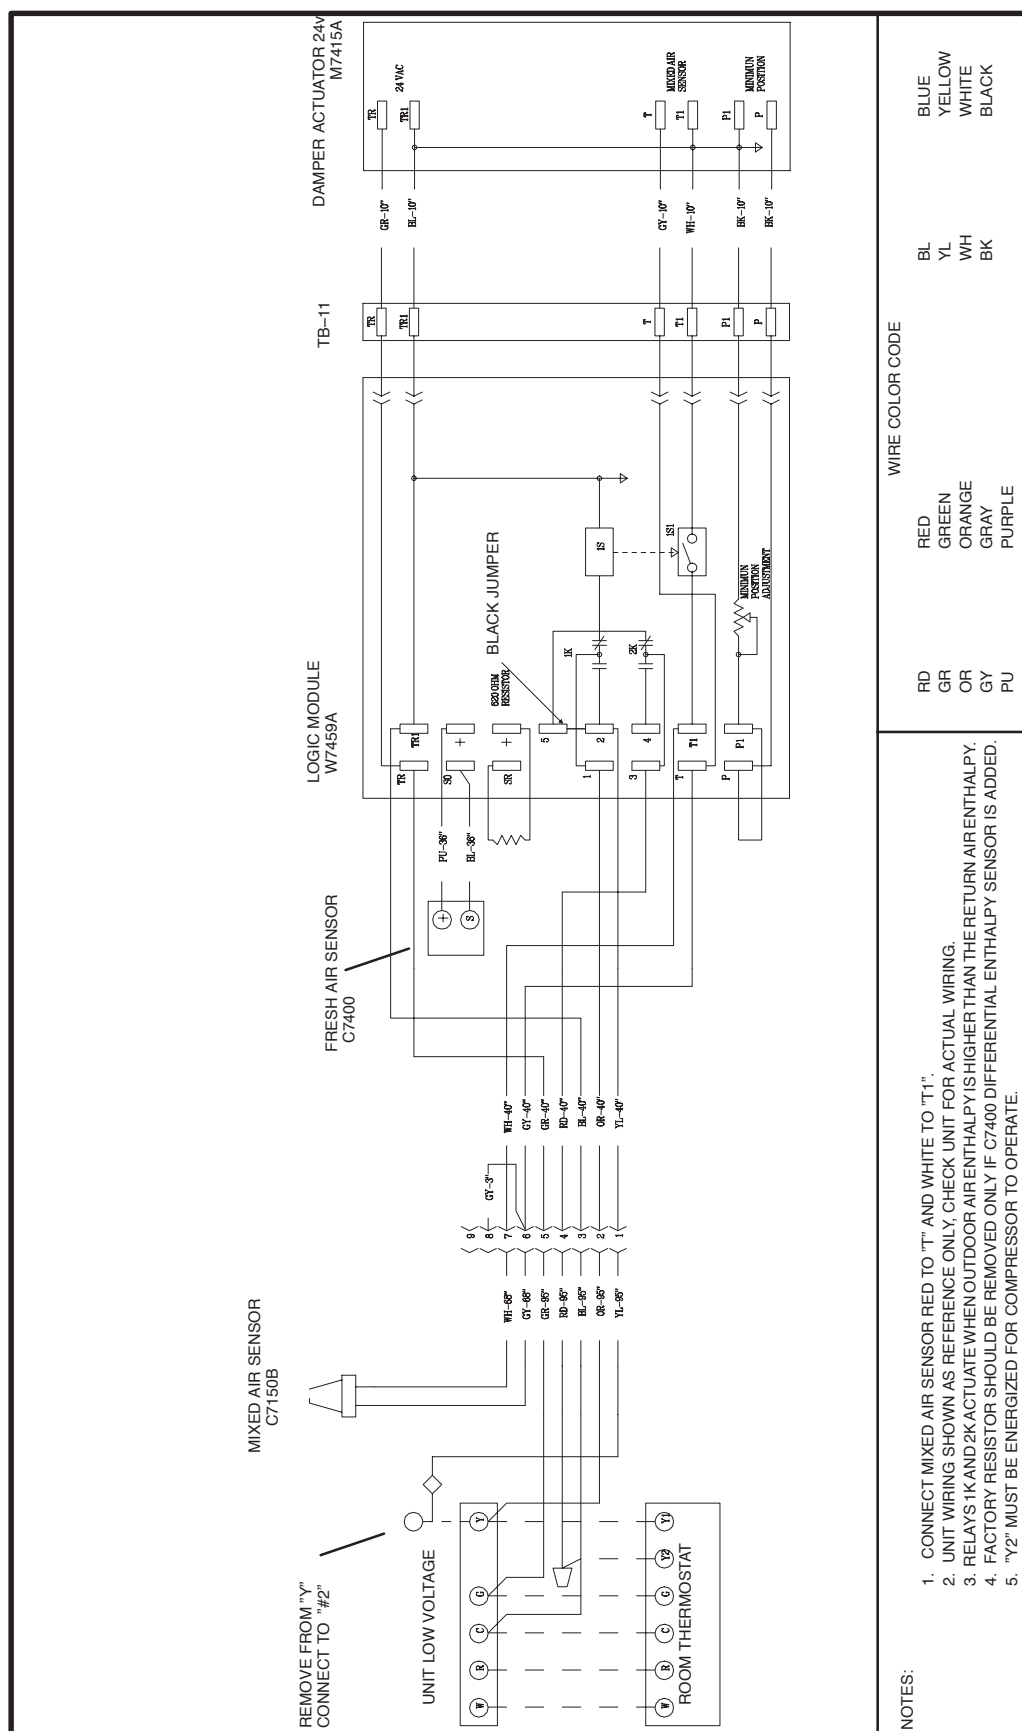 DAMPER ACTUATOR 24v
M7415A
24 VAC
TR
TR1
MIXED AIR
SENSOR
T
T1
MINIMUN
POSITION
P1
P
GR-10"
BL-10"
GY-10"
WH-10"
BK-10"
BK-10"
TB-11
TR
TR1
T
T1
P1
P
LOGIC MODULE
W7459A
BLACK JUMPER
1S
1S1
1K
2K
MINIMUN
POSITION
ADJUSTMENT
620 OHM
RESISTOR
TR
TR1
SO
+
SR
+
5
1
2
3
4
T
T1
P
P1
PU-36"
BL-36"
FRESH AIR SENSOR
C7400
+
S
WH-40"
GY-40"
GR-40"
RD-40"
BL-40"
OR-40"
YL-40"
GY-3"
9
8
7
6
5
4
3
2
1
WH-68"
GY-68"
GR-95"
RD-95"
BL-95"
OR-95"
YL-95"
MIXED AIR SENSOR
C7150B
REMOVE FROM "Y"
CONNECT TO "#2"
UNIT LOW VOLTAGE
W
R
C
G
Y
ROOM THERMOSTAT
W
R
C
G
Y2
Y1
WIRE COLOR CODE
RD RED BL BLUE
GR GREEN YL YELLOW
OR ORANGE WH WHITE
GY GRAY BK BLACK
PU PURPLE
NOTES:
1. CONNECT MIXED AIR SENSOR RED TO "T" AND WHITE TO "T1".
2. UNIT WIRING SHOWN AS REFERENCE ONLY, CHECK UNIT FOR ACTUAL WIRING.
3. RELAYS 1K AND 2K ACTUATE WHEN OUTDOOR AIR ENTHALPY IS HIGHER THAN THE RETURN AIR ENTHALPY.
4. FACTORY RESISTOR SHOULD BE REMOVED ONLY IF C7400 DIFFERENTIAL ENTHALPY SENSOR IS ADDED.
5. "Y2" MUST BE ENERGIZED FOR COMPRESSOR TO OPERATE.